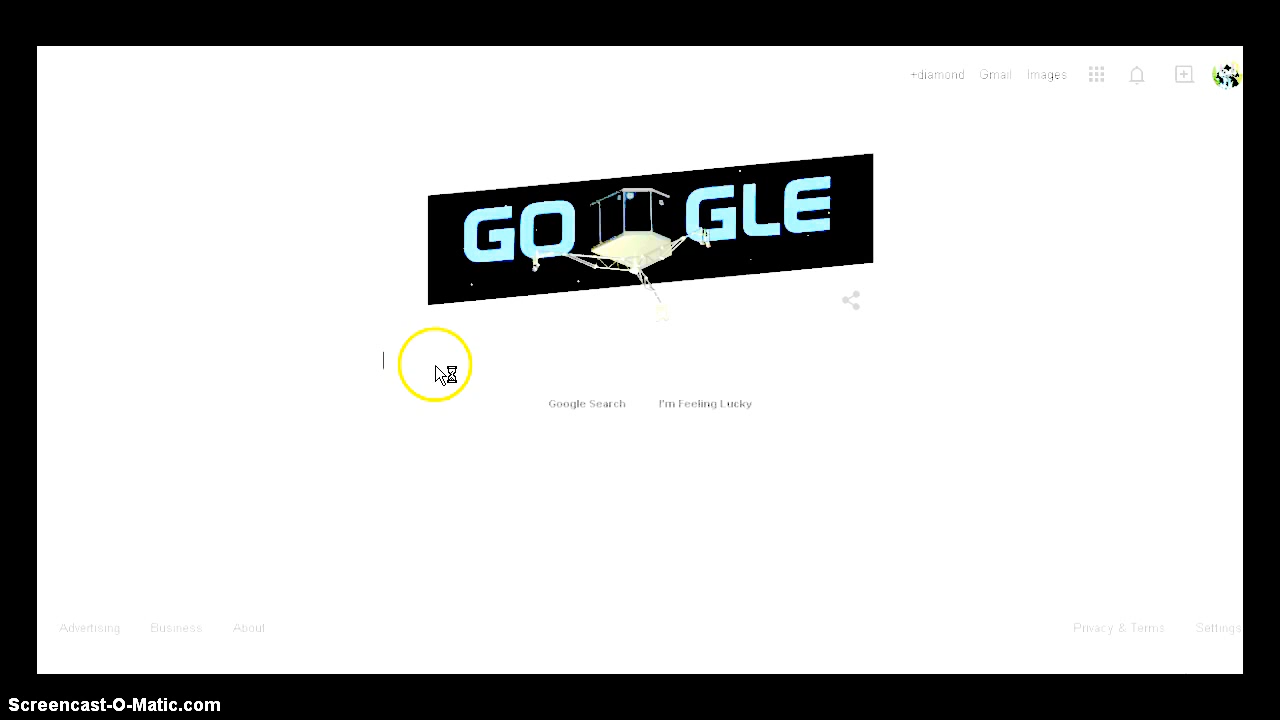 +diamond Gmail Images
GO GLE
Google Search I'm Feeling Lucky
Advertising Business About Privacy & Terms Settings
Screencast-O-Matic.com